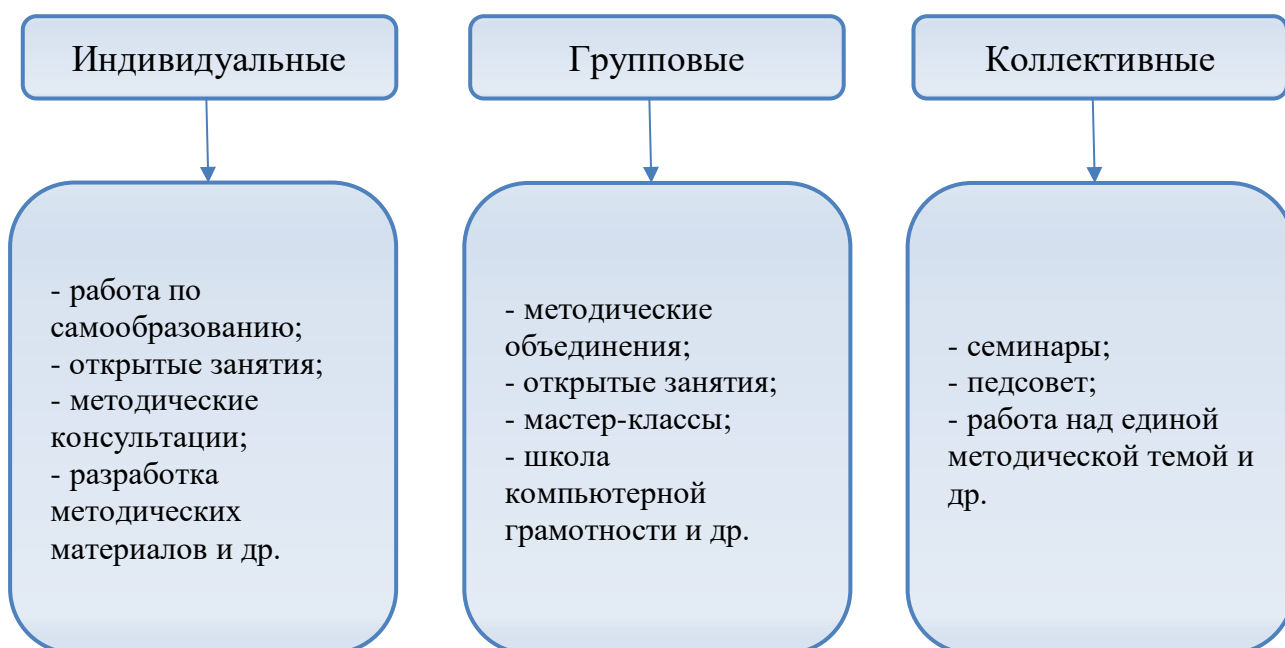 Индивидуальные
- работа по
самообразованию;
- открытые занятия;
- методические
консультации;
- разработка
методических
материалов и др.
Групповые
- методические
объединения;
- открытые занятия;
- мастер-классы;
- школа
компьютерной
грамотности и др.
Коллективные
- семинары;
- педсовет;
- работа над единой
методической темой и
др.